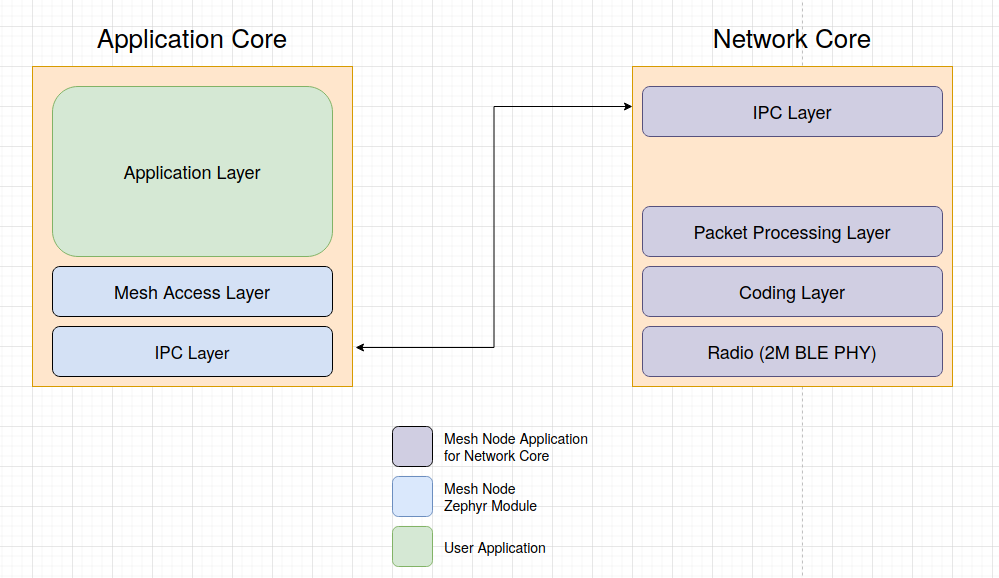 Application Core
Network Core
Application Layer
Mesh Access Layer
IPC Layer
IPC Layer
Packet Processing Layer
Coding Layer
Radio (2M BLE PHY)
Mesh Node Application
for Network Core
Mesh Node
Zephyr Module
User Application